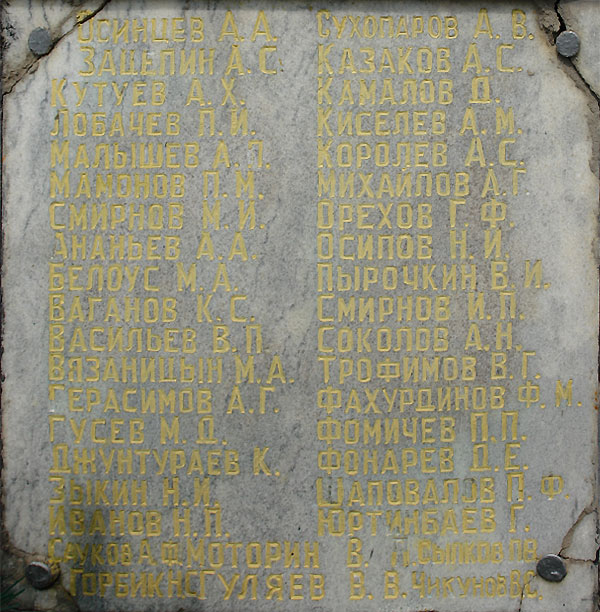 Осинцев А.А.
Зацепин А.С.
Кутуев А.Х.
Лобачев П.И.
Малышев А.П.
Мамонов П.М.
Смирнов М.И.
Ананьев А.А.
Белоус М.А.
Ваганов К.С.
Васильев В.П.
Вязаницын М.А.
Герасимов А.Г.
Гусев М.Д.
Джунтураев К.
Зыкин Н.И.
Иванов Н.П.
Сухопаров А.В.
Казаков А.С.
Камалов Д.
Киселев А.М.
Королев А.С.
Михайлов А.Г.
Орехов Г.Ф.
Осипов Н.И.
Пырочкин В.И.
Смирнов И.П.
Соколов А.Н.
Трофимов В.Г.
Фахурдинов Ф.М.
Фомичев П.П.
Фонарев Д.Е.
Шаповалов П.Ф.
Юртинбаев Г.
Моторин В.П. Сычков П.В.
Горбик Н.С. Гуляев В.В. Чикунов В.С.